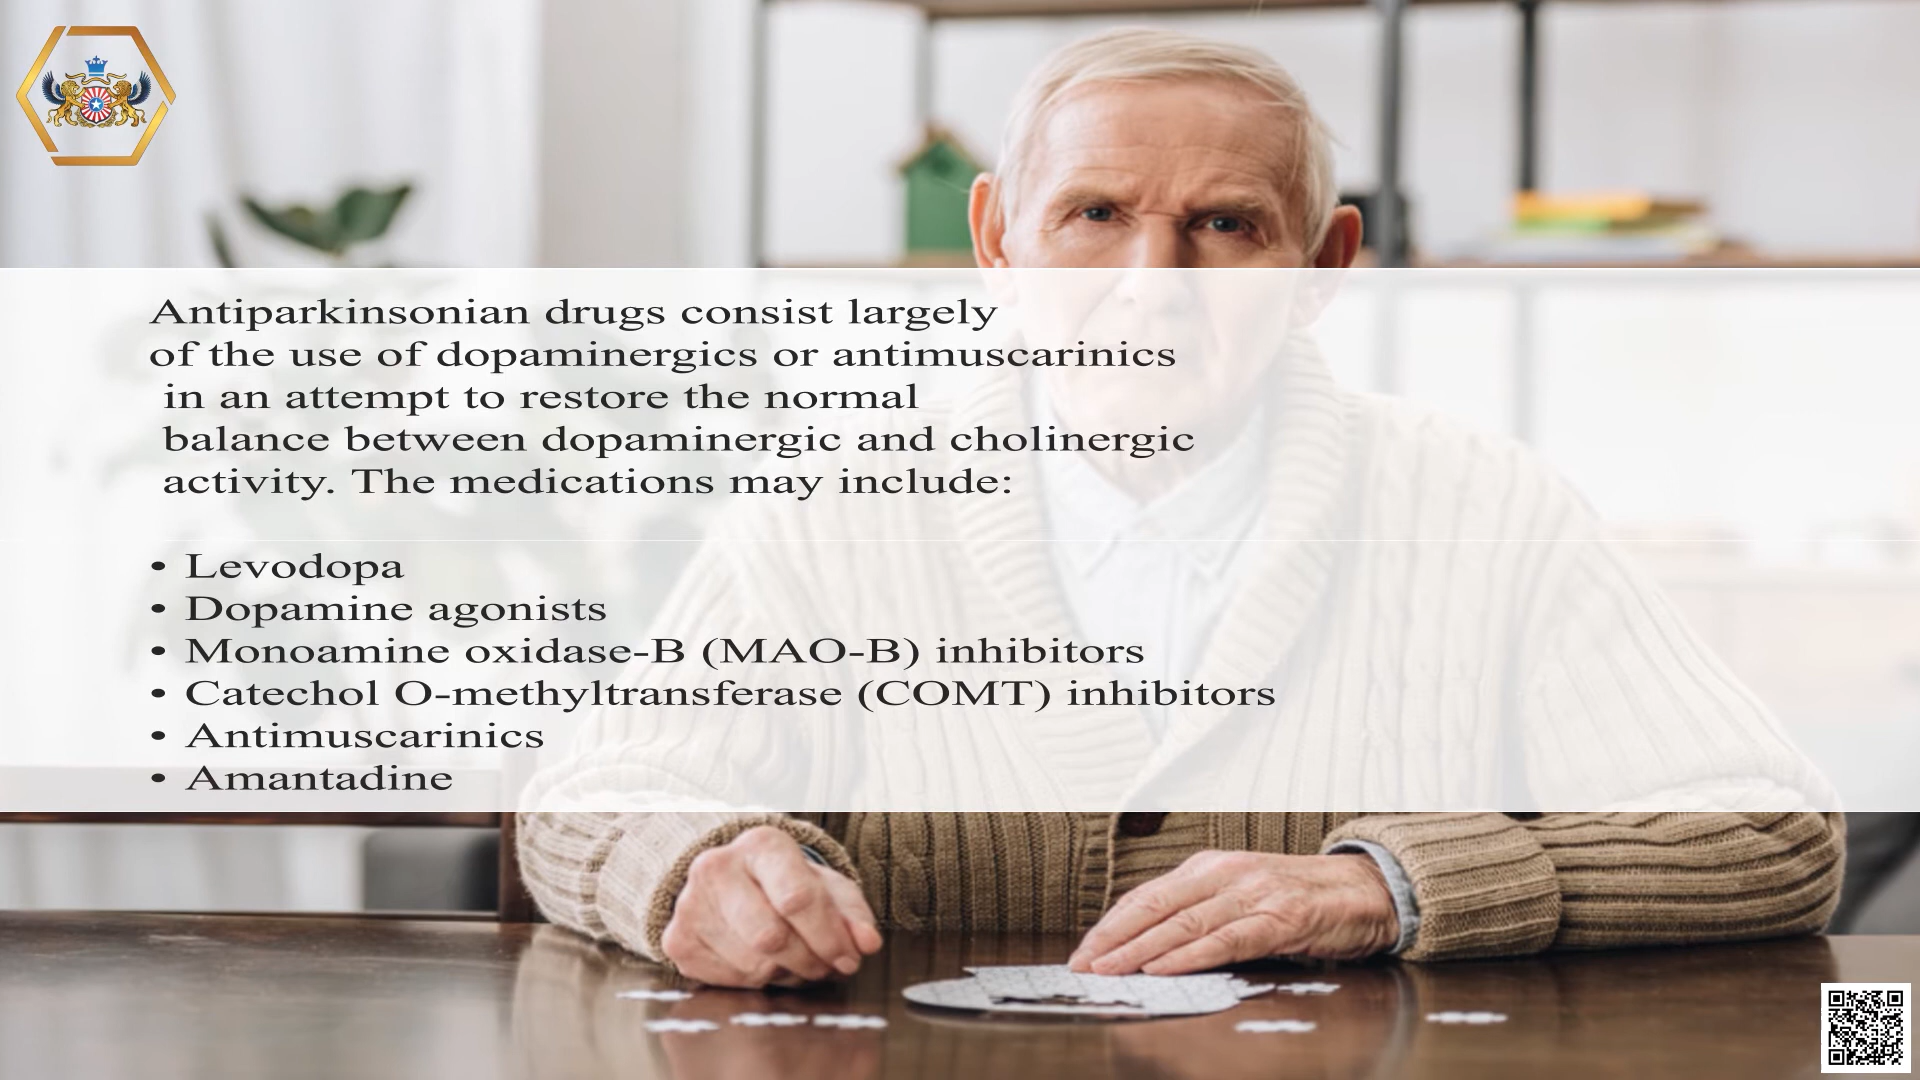 Antiparkinsonian drugs consist largely
of the use of dopaminergics or antimuscarinics
in an attempt to restore the normal
balance between dopaminergic and cholinergic
activity. The medications may include:
• Levodopa
• Dopamine agonists
• Monoamine oxidase-B (MAO-B) inhibitors
• Catechol O-methyltransferase (COMT) inhibitors
• Antimuscarinics
• Amantadine